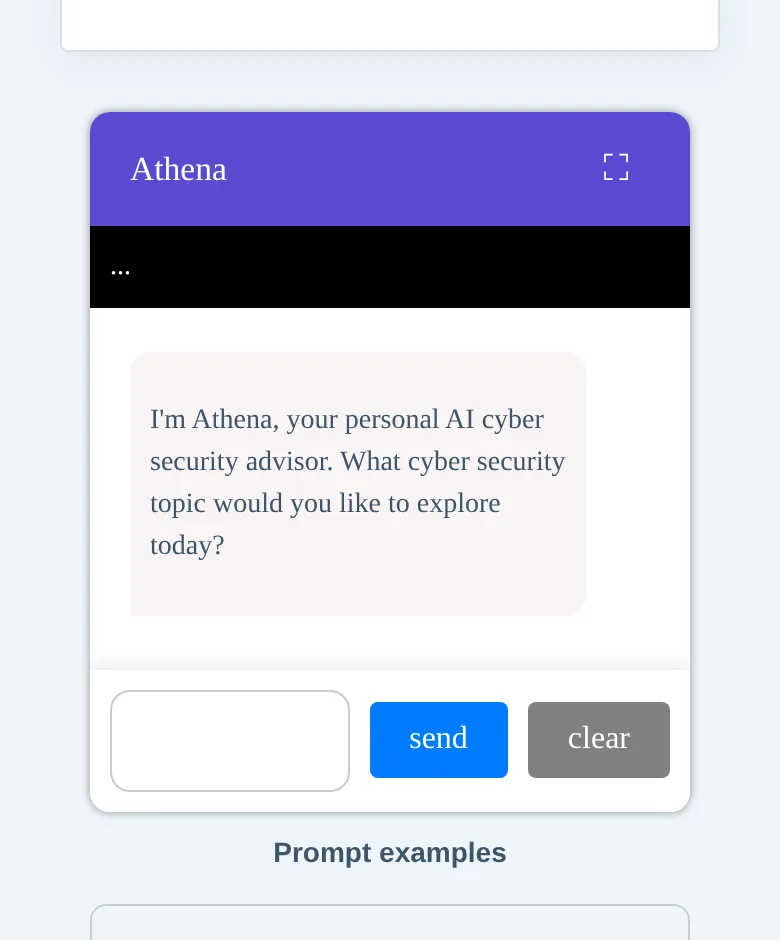 Athena
...
I'm Athena, your personal AI cyber
security advisor. What cyber security
topic would you like to explore
today?
send
clear
Prompt examples